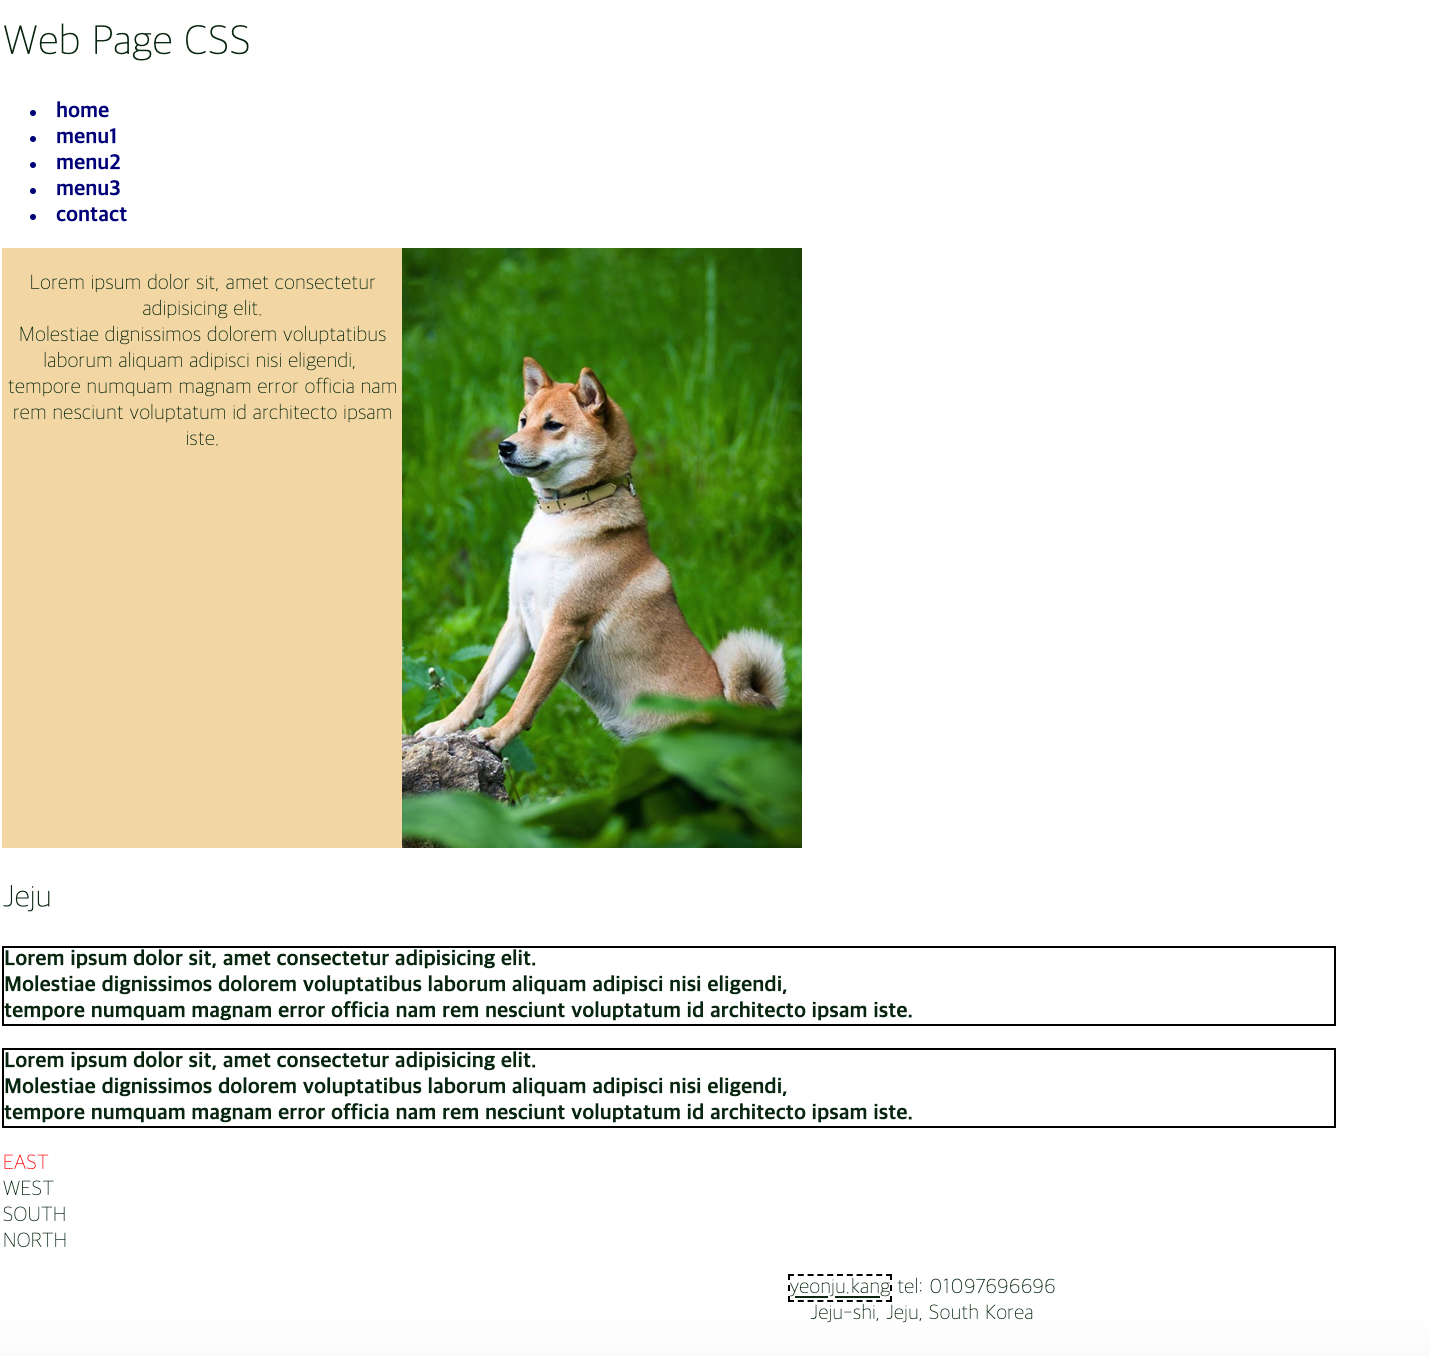 Web Page CSS
home
menu1
menu2
menu3
contact
Lorem ipsum dolor sit, amet consectetur
adipisicing elit.
Molestiae dignissimos dolorem voluptatibus
laborum aliquam adipisci nisi eligendi,
tempore numquam magnam error officia nam
rem nesciunt voluptatum id architecto ipsam
iste.
Jeju
Lorem ipsum dolor sit, amet consectetur adipisicing elit.
Molestiae dignissimos dolorem voluptatibus laborum aliquam adipisci nisi eligendi,
tempore numquam magnam error officia nam rem nesciunt voluptatum id architecto ipsam iste.
Lorem ipsum dolor sit, amet consectetur adipisicing elit.
Molestiae dignissimos dolorem voluptatibus laborum aliquam adipisci nisi eligendi,
tempore numquam magnam error officia nam rem nesciunt voluptatum id architecto ipsam iste.
EAST
WEST
SOUTH
NORTH
yeonju.kang tel: 01097696696
Jeju-shi, Jeju, South Korea